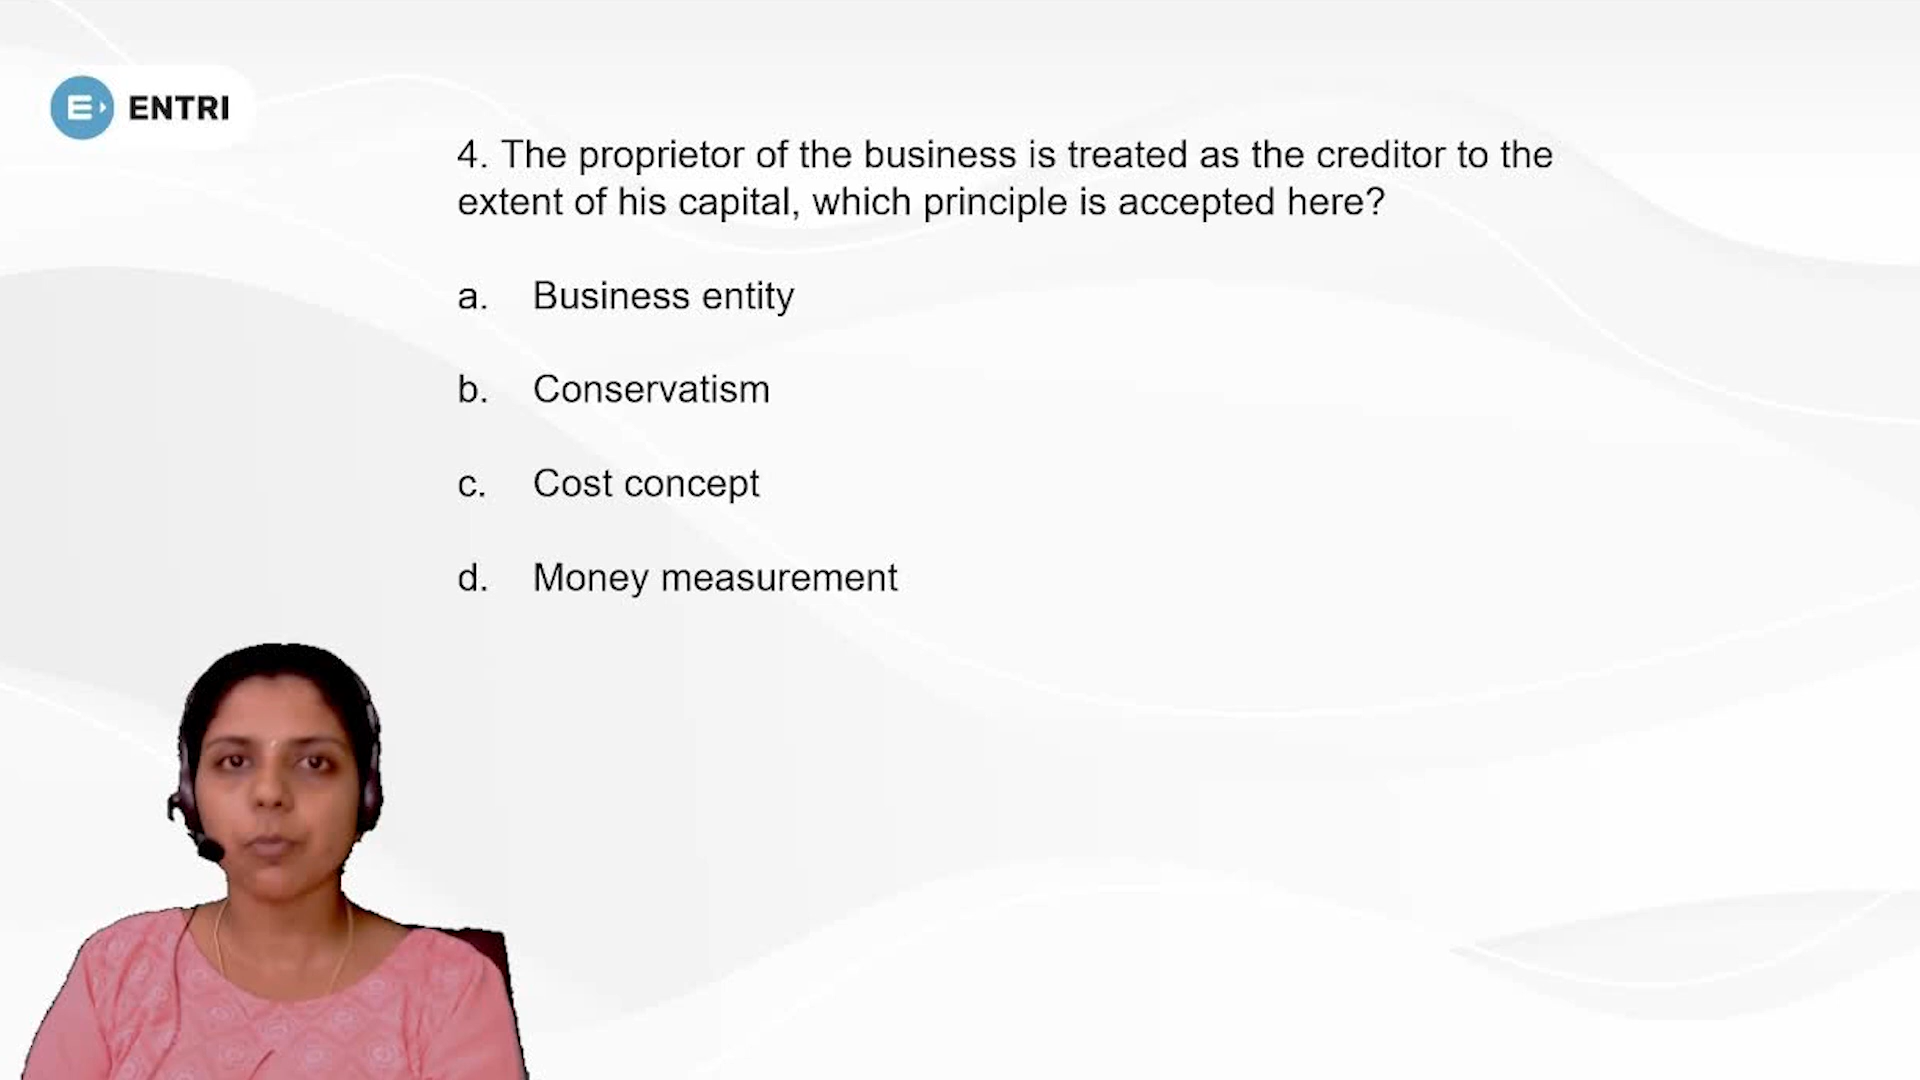 E
ENTRI
4. The proprietor of the business is treated as the creditor to the
extent of his capital, which principle is accepted here?
a. Business entity
b. Conservatism
c. Cost concept
d. Money measurement